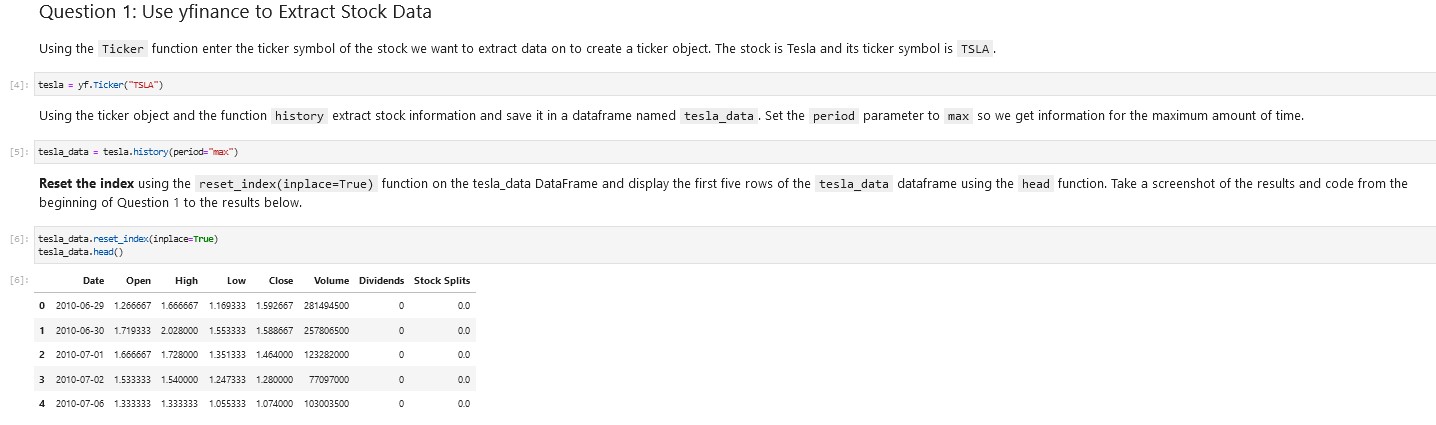 Question 1: Use yfinance to Extract Stock Data
Using the Ticker function enter the ticker symbol of the stock we want to extract data on to create a ticker object. The stock is Tesla and its ticker symbol is TSLA .
[4]: tesla = yf.Ticker("TSLA")
Using the ticker object and the function history extract stock information and save it in a dataframe named tesla_data . Set the period parameter to max so we get information for the maximum amount of time.
[5]: tesla_data = tesla.history(period="max")
Reset the index using the reset_index(inplace=True) function on the tesla_data DataFrame and display the first five rows of the tesla_data dataframe using the head function. Take a screenshot of the results and code from the
beginning of Question 1 to the results below.
[6]: tesla_data.reset_index(inplace=True)
tesla_data.head()
[6]: Date Open High Low Close Volume Dividends Stock Splits
0 2010-06-29 1.266667 1.666667 1.169333 1.592667 281494500 0 0.0
1 2010-06-30 1.719333 2.028000 1.553333 1.588667 257806500 0 0.0
2 2010-07-01 1.666667 1.728000 1.351333 1.464000 123282000 0 0.0
3 2010-07-02 1.533333 1.540000 1.247333 1.280000 77097000 0 0.0
4 2010-07-06 1.333333 1.333333 1.055333 1.074000 103003500 0 0.0